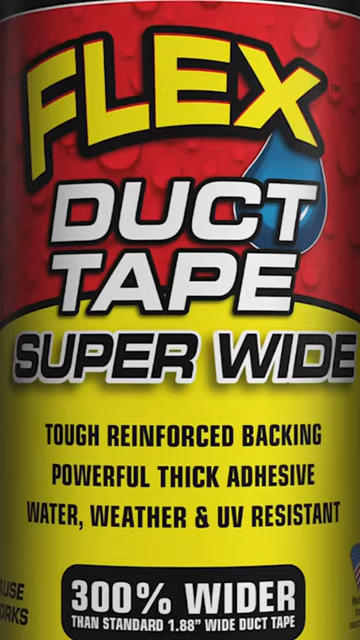 FLEX™
DUCT
TAPE
SUPER WIDE
TOUGH REINFORCED BACKING
POWERFUL THICK ADHESIVE
WATER, WEATHER & UV RESISTANT
300% WIDER
THAN STANDARD 1.88" WIDE DUCT TAPE